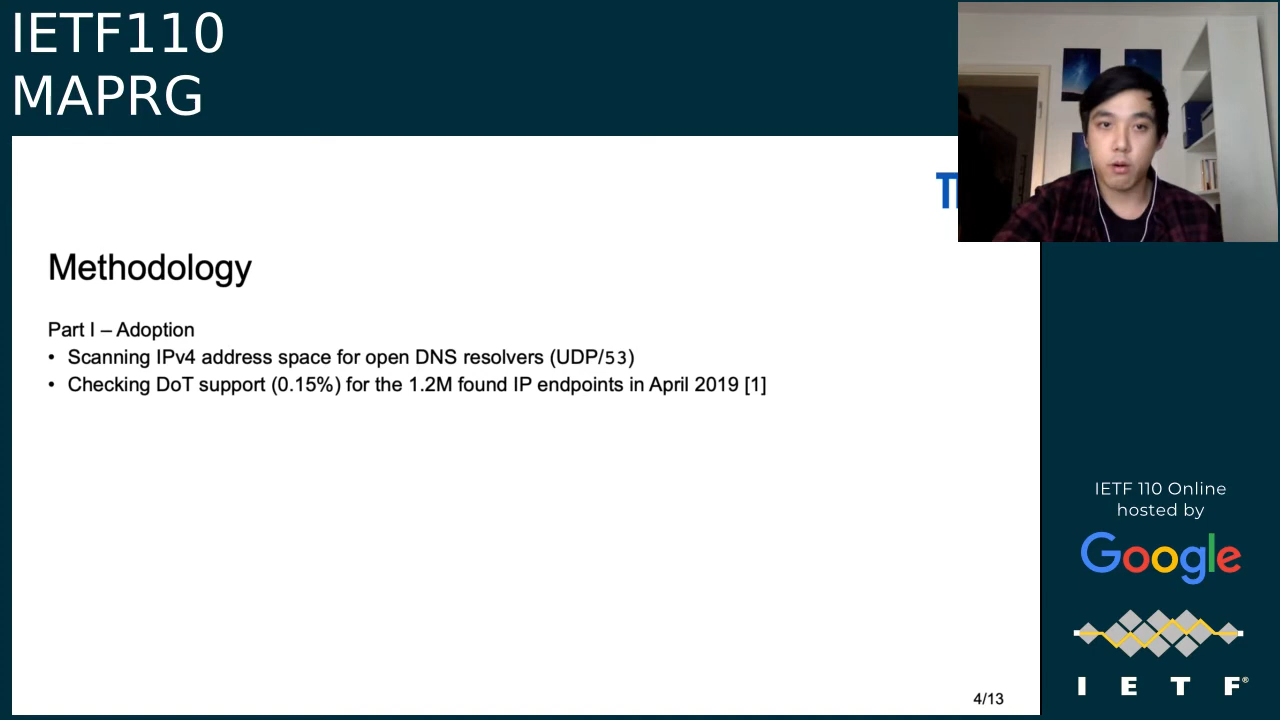 IETF110
MAPRG
Methodology
Part I – Adoption
• Scanning IPv4 address space for open DNS resolvers (UDP/53)
• Checking DoT support (0.15%) for the 1.2M found IP endpoints in April 2019 [1]
IETF 110 Online
hosted by
Google
I E T F®
4/13